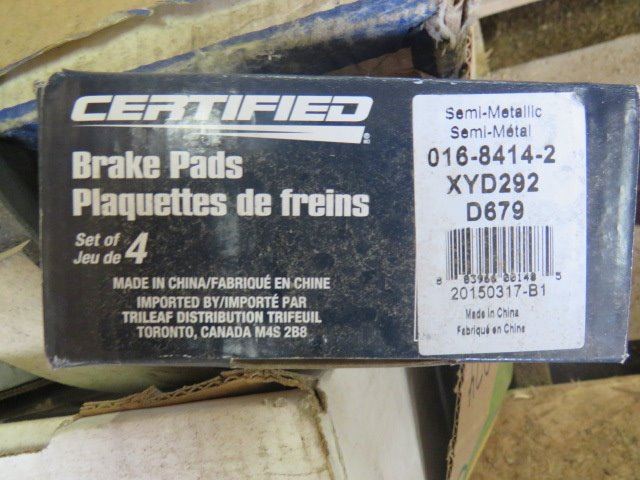 CERTIFIED
Brake Pads
Plaquettes de freins
Set of
Jeu de 4
MADE IN CHINA/FABRIQUÉ EN CHINE
IMPORTED BY/IMPORTÉ PAR
TRILEAF DISTRIBUTION TRIFEUIL
TORONTO, CANADA M4S 2B8
Semi-Metallic
Semi-Métal
016-8414-2
XYD292
D679
20150317-B1
Made in China
Fabriqué en Chine